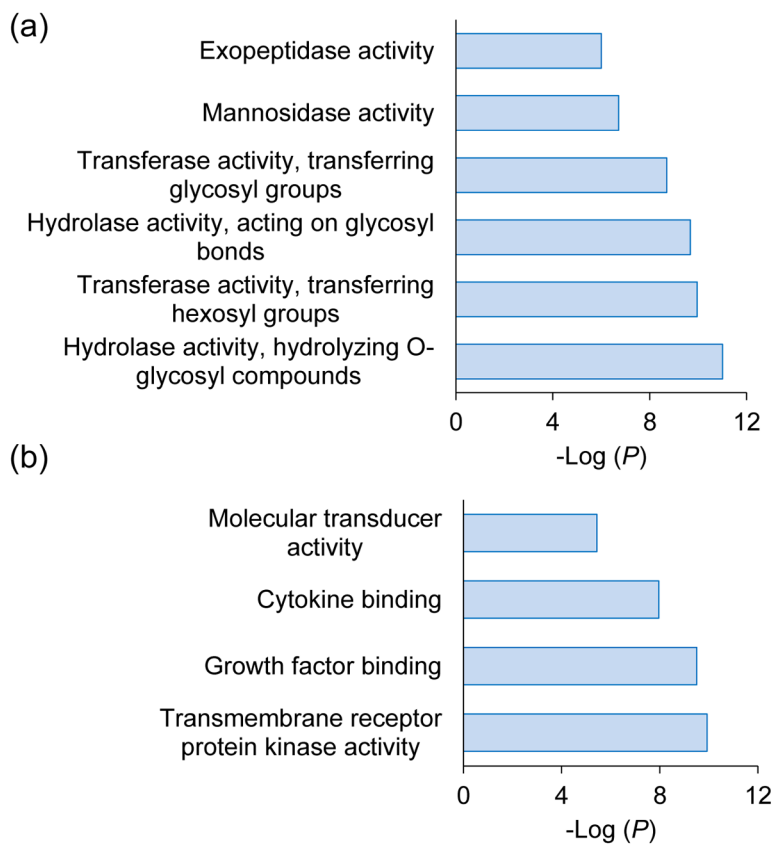 (a)
Exopeptidase activity
Mannosidase activity
Transferase activity, transferring
glycosyl groups
Hydrolase activity, acting on glycosyl
bonds
Transferase activity, transferring
hexosyl groups
Hydrolase activity, hydrolyzing O-
glycosyl compounds
0 4 8 12
-Log (P)
(b)
Molecular transducer
activity
Cytokine binding
Growth factor binding
Transmembrane receptor
protein kinase activity
0 4 8 12
-Log (P)